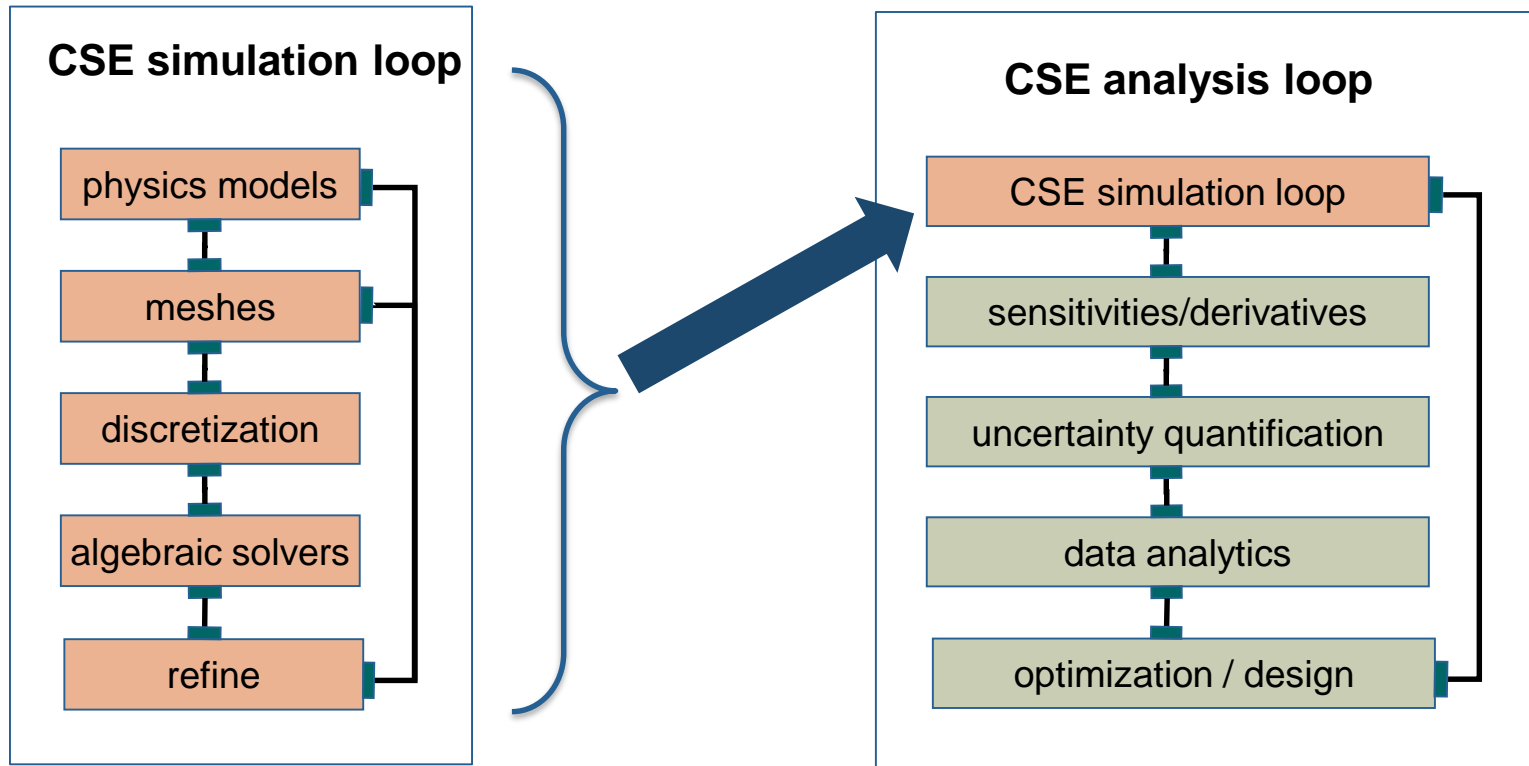 CSE simulation loop
physics models
meshes
discretization
algebraic solvers
refine
CSE analysis loop
CSE simulation loop
sensitivities/derivatives
uncertainty quantification
data analytics
optimization / design